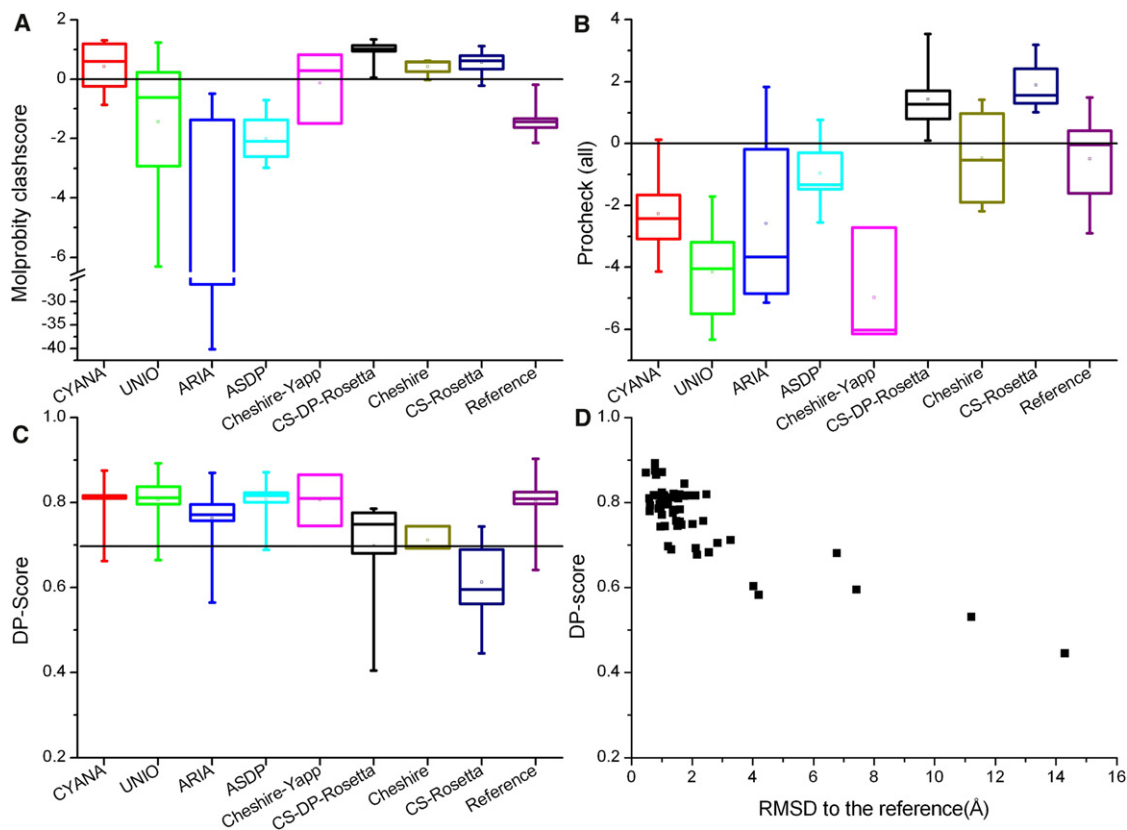 A
Molprobity clashscore
2
0
-2
-4
-6
-30
-35
-40
CYANA
UNIO
ARIA
ASDP
Cheshire-Yapp
CS-DP-Rosetta
Cheshire
CS-Rosetta
Reference
B
Procheck (all)
4
2
0
-2
-4
-6
CYANA
UNIO
ARIA
ASDP
Cheshire-Yapp
CS-DP-Rosetta
Cheshire
CS-Rosetta
Reference
C
DP-Score
1.0
0.8
0.6
0.4
0.2
CYANA
UNIO
ARIA
ASDP
Cheshire-Yapp
CS-DP-Rosetta
Cheshire
CS-Rosetta
Reference
D
DP-score
1.0
0.8
0.6
0.4
0.2
0 2 4 6 8 10 12 14 16
RMSD to the reference(Å)